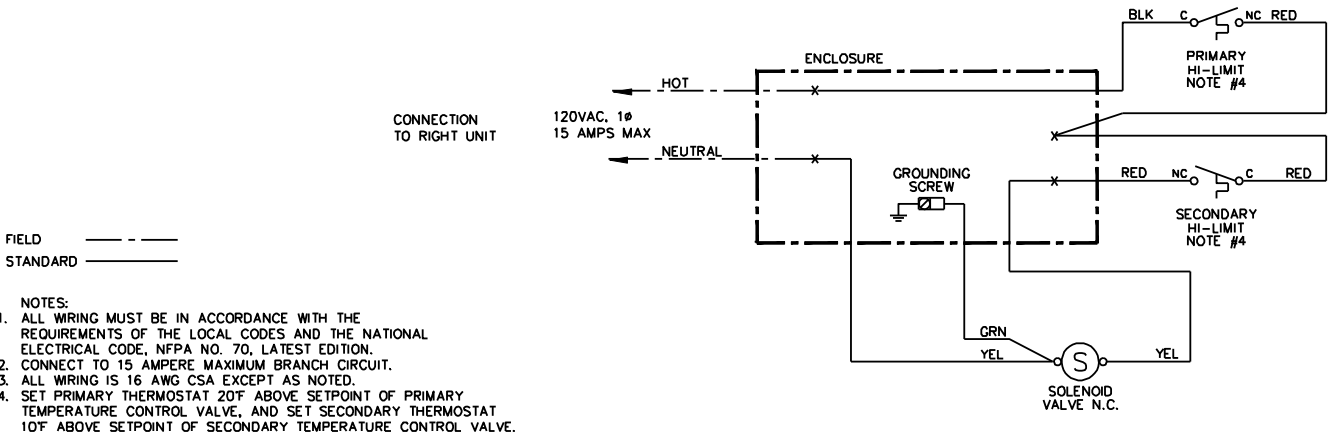 BLK C NC RED
PRIMARY
HI-LIMIT
NOTE #4
ENCLOSURE
HOT
CONNECTION
TO RIGHT UNIT
120VAC, 1ø
15 AMPS MAX
NEUTRAL
GROUNDING
SCREW
RED NC C RED
SECONDARY
HI-LIMIT
NOTE #4
FIELD
STANDARD
GRN
YEL
S
YEL
SOLENOID
VALVE N.C.
NOTES:
1. ALL WIRING MUST BE IN ACCORDANCE WITH THE
REQUIREMENTS OF THE LOCAL CODES AND THE NATIONAL
ELECTRICAL CODE, NFPA NO. 70, LATEST EDITION.
2. CONNECT TO 15 AMPERE MAXIMUM BRANCH CIRCUIT.
3. ALL WIRING IS 16 AWG CSA EXCEPT AS NOTED.
4. SET PRIMARY THERMOSTAT 20°F ABOVE SETPOINT OF PRIMARY
TEMPERATURE CONTROL VALVE, AND SET SECONDARY THERMOSTAT
10°F ABOVE SETPOINT OF SECONDARY TEMPERATURE CONTROL VALVE.